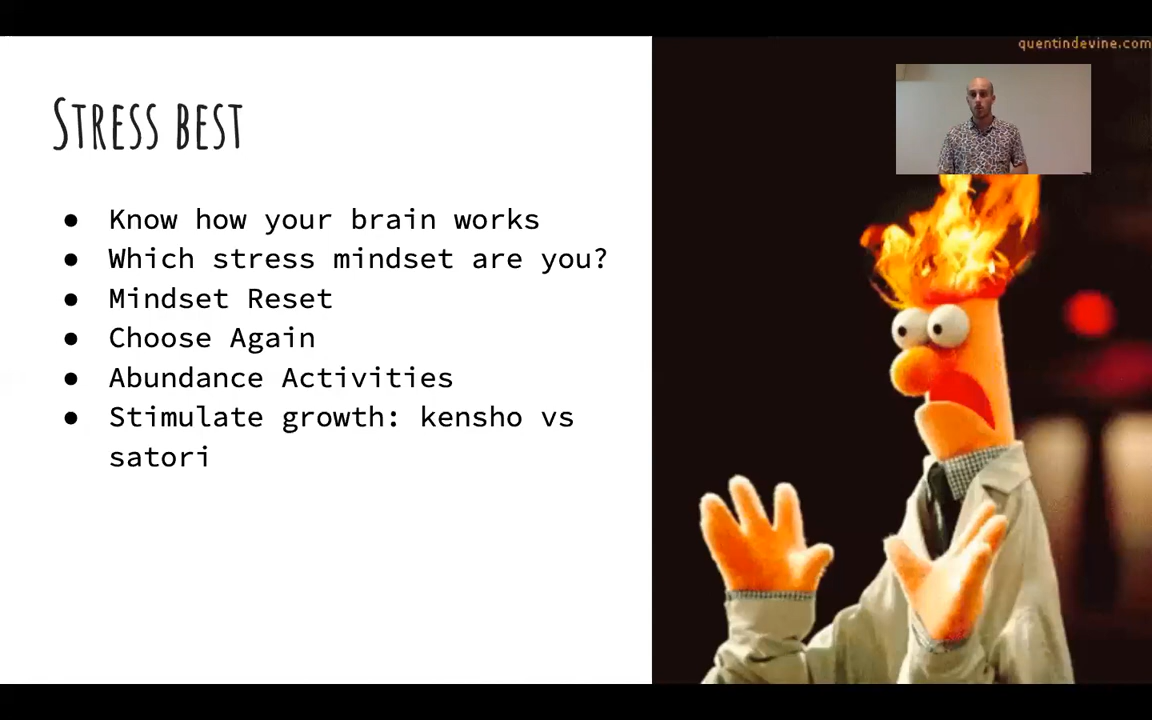 quentindevine.com
Stress best
● Know how your brain works
● Which stress mindset are you?
● Mindset Reset
● Choose Again
● Abundance Activities
● Stimulate growth: kensho vs
satori